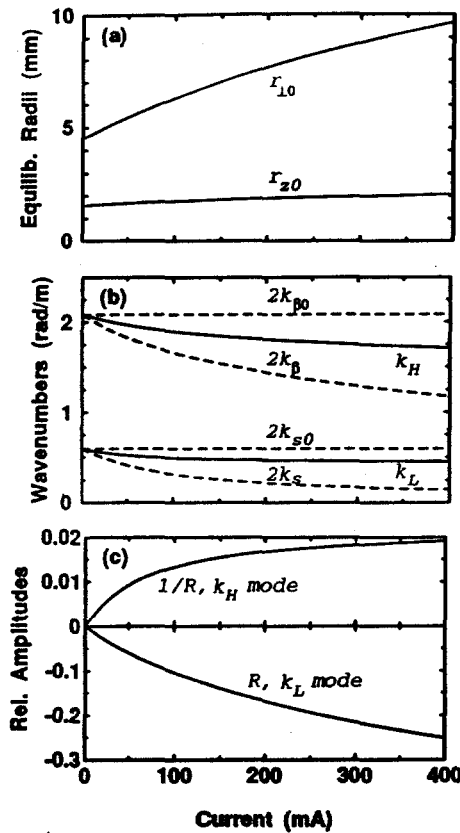 10
(a)
r⊥0
5
rz0
0
Equilib. Radii (mm)
(b)
2kβ0
2
2kβ
kH
1
2ks0
2ks
kL
0
Wavenumbers (rad/m)
0.02
(c)
0.01
1/R, kH mode
0
-0.1
R, kL mode
-0.2
-0.3
Rel. Amplitudes
0 100 200 300 400
Current (mA)